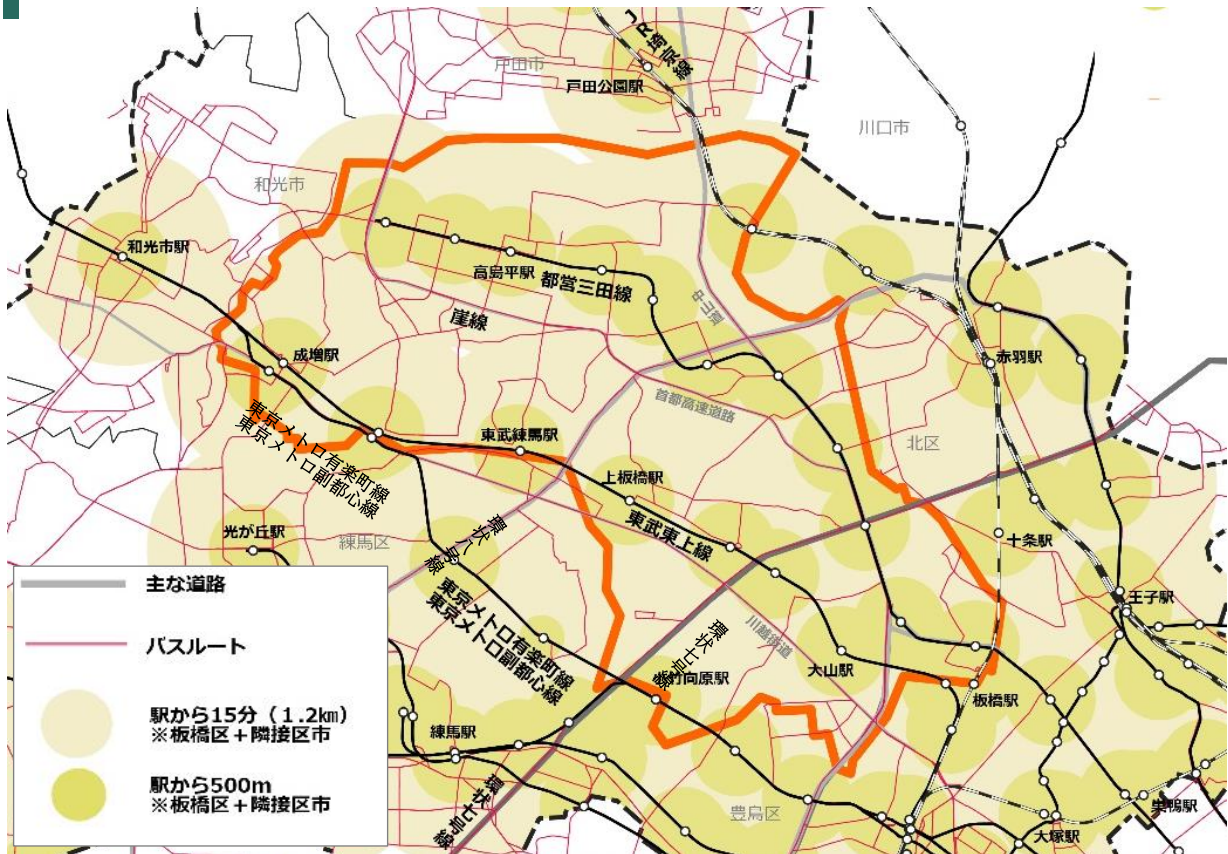 JR埼京線
戸田市
戸田公園駅
川口市
和光市
和光市駅
高島平駅
都営三田線
中山道
崖線
成増駅
赤羽駅
首都高速道路
東京メトロ有楽町線
東京メトロ副都心線
東武練馬駅
北区
上板橋駅
東武東上線
環状八号線
光が丘駅
練馬区
十条駅
王子駅
東京メトロ有楽町線
東京メトロ副都心線
環状七号線
川越街道
大山駅
小竹向原駅
板橋駅
練馬駅
環状七号線
豊島区
巣鴨駅
大塚駅
主な道路
バスルート
駅から15分（1.2km）
※板橋区＋隣接区市
駅から500m
※板橋区＋隣接区市